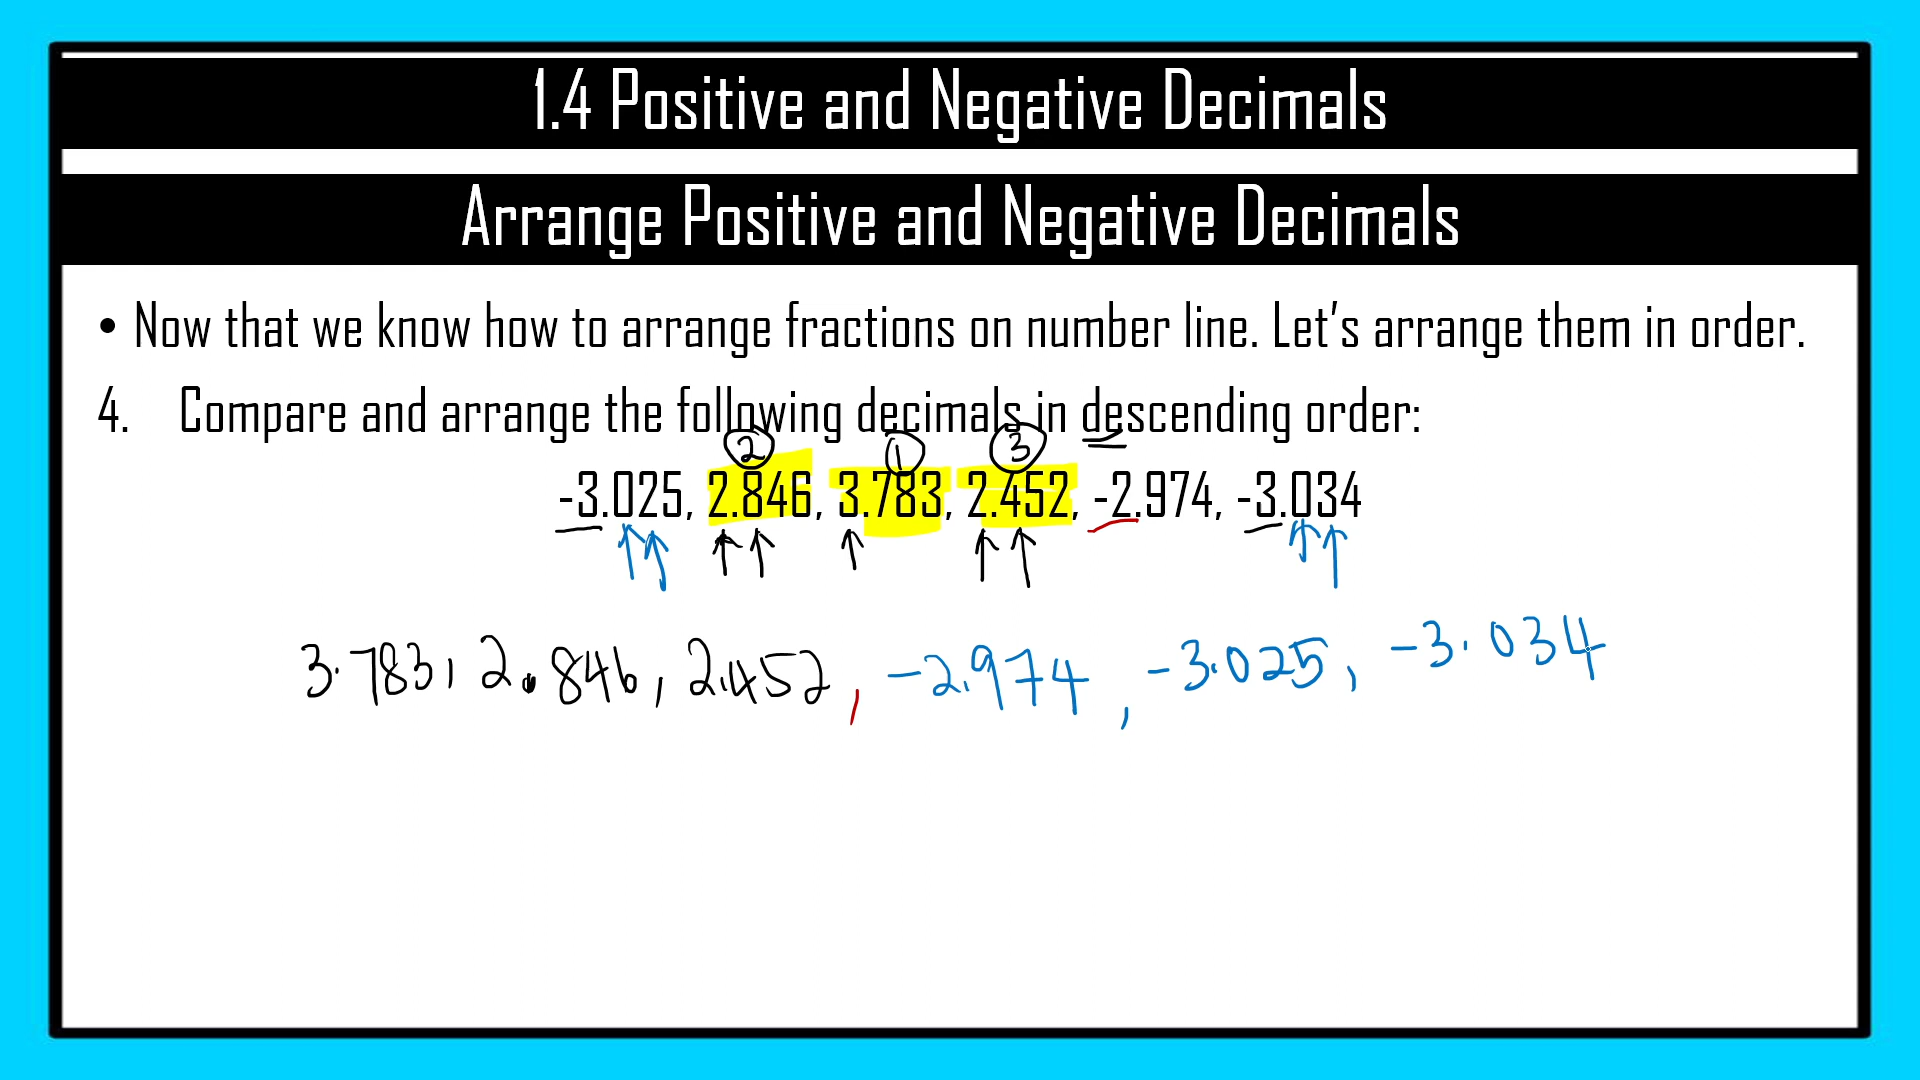 1.4 Positive and Negative Decimals
Arrange Positive and Negative Decimals
• Now that we know how to arrange fractions on number line. Let's arrange them in order.
4. Compare and arrange the following decimals in descending order:
2 1 3
-3.025, 2.846, 3.783, 2.452, -2.974, -3.034
3.783, 2.846, 2.452, -2.974, -3.025, -3.034